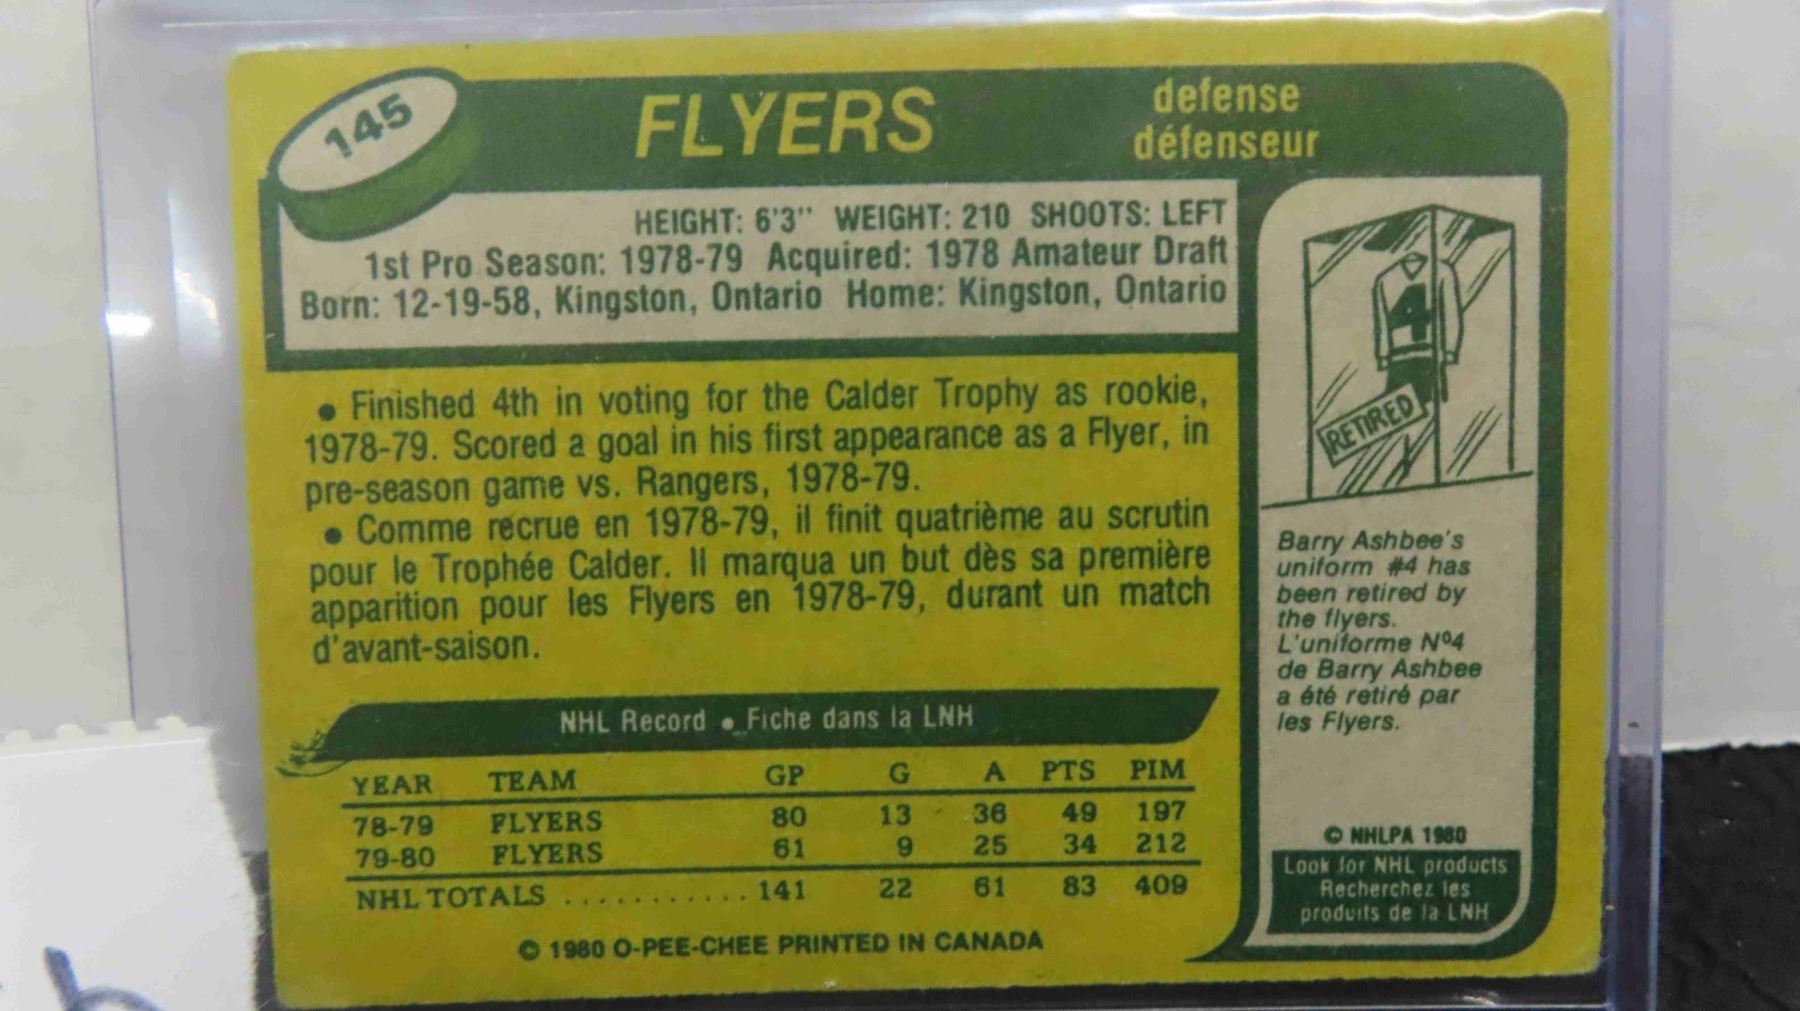 145
FLYERS
defense
défenseur
HEIGHT: 6'3" WEIGHT: 210 SHOOTS: LEFT
1st Pro Season: 1978-79 Acquired: 1978 Amateur Draft
Born: 12-19-58, Kingston, Ontario Home: Kingston, Ontario
• Finished 4th in voting for the Calder Trophy as rookie,
1978-79. Scored a goal in his first appearance as a Flyer, in
pre-season game vs. Rangers, 1978-79.
• Comme recrue en 1978-79, il finit quatrième au scrutin
pour le Trophée Calder. Il marqua un but dès sa première
apparition pour les Flyers en 1978-79, durant un match
d'avant-saison.
NHL Record • Fiche dans la LNH
YEAR TEAM GP G A PTS PIM
78-79 FLYERS 80 13 36 49 197
79-80 FLYERS 61 9 25 34 212
NHL TOTALS ............ 141 22 61 83 409
© 1980 O-PEE-CHEE PRINTED IN CANADA
4
RETIRED
Barry Ashbee's
uniform #4 has
been retired by
the flyers.
L'uniforme Nº4
de Barry Ashbee
a été retiré par
les Flyers.
© NHLPA 1980
Look for NHL products
Recherchez les
produits de la LNH